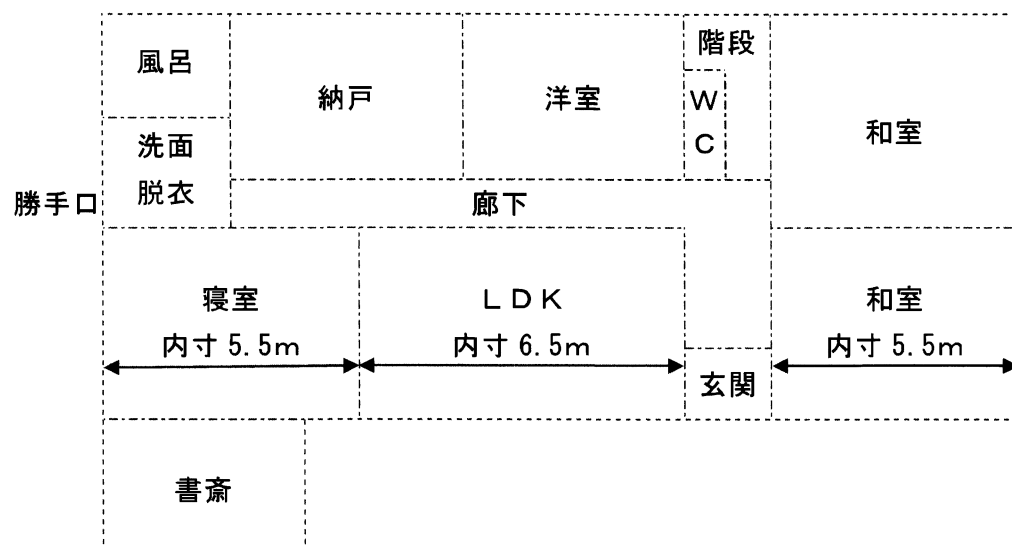 風呂
納戸
洋室
階段
WC
和室
洗面
脱衣
勝手口
廊下
寝室
内寸 5.5m
LDK
内寸 6.5m
和室
内寸 5.5m
玄関
書斎